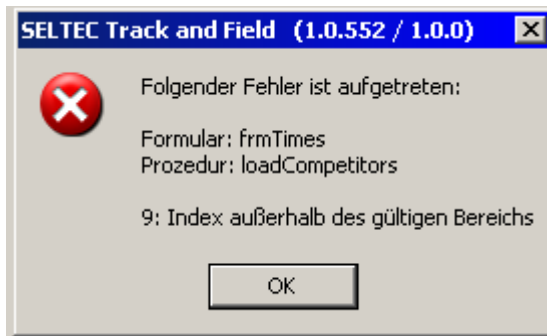 SELTEC Track and Field (1.0.552 / 1.0.0)
Folgender Fehler ist aufgetreten:
Formular: frmTimes
Prozedur: loadCompetitors
9: Index außerhalb des gültigen Bereichs
OK